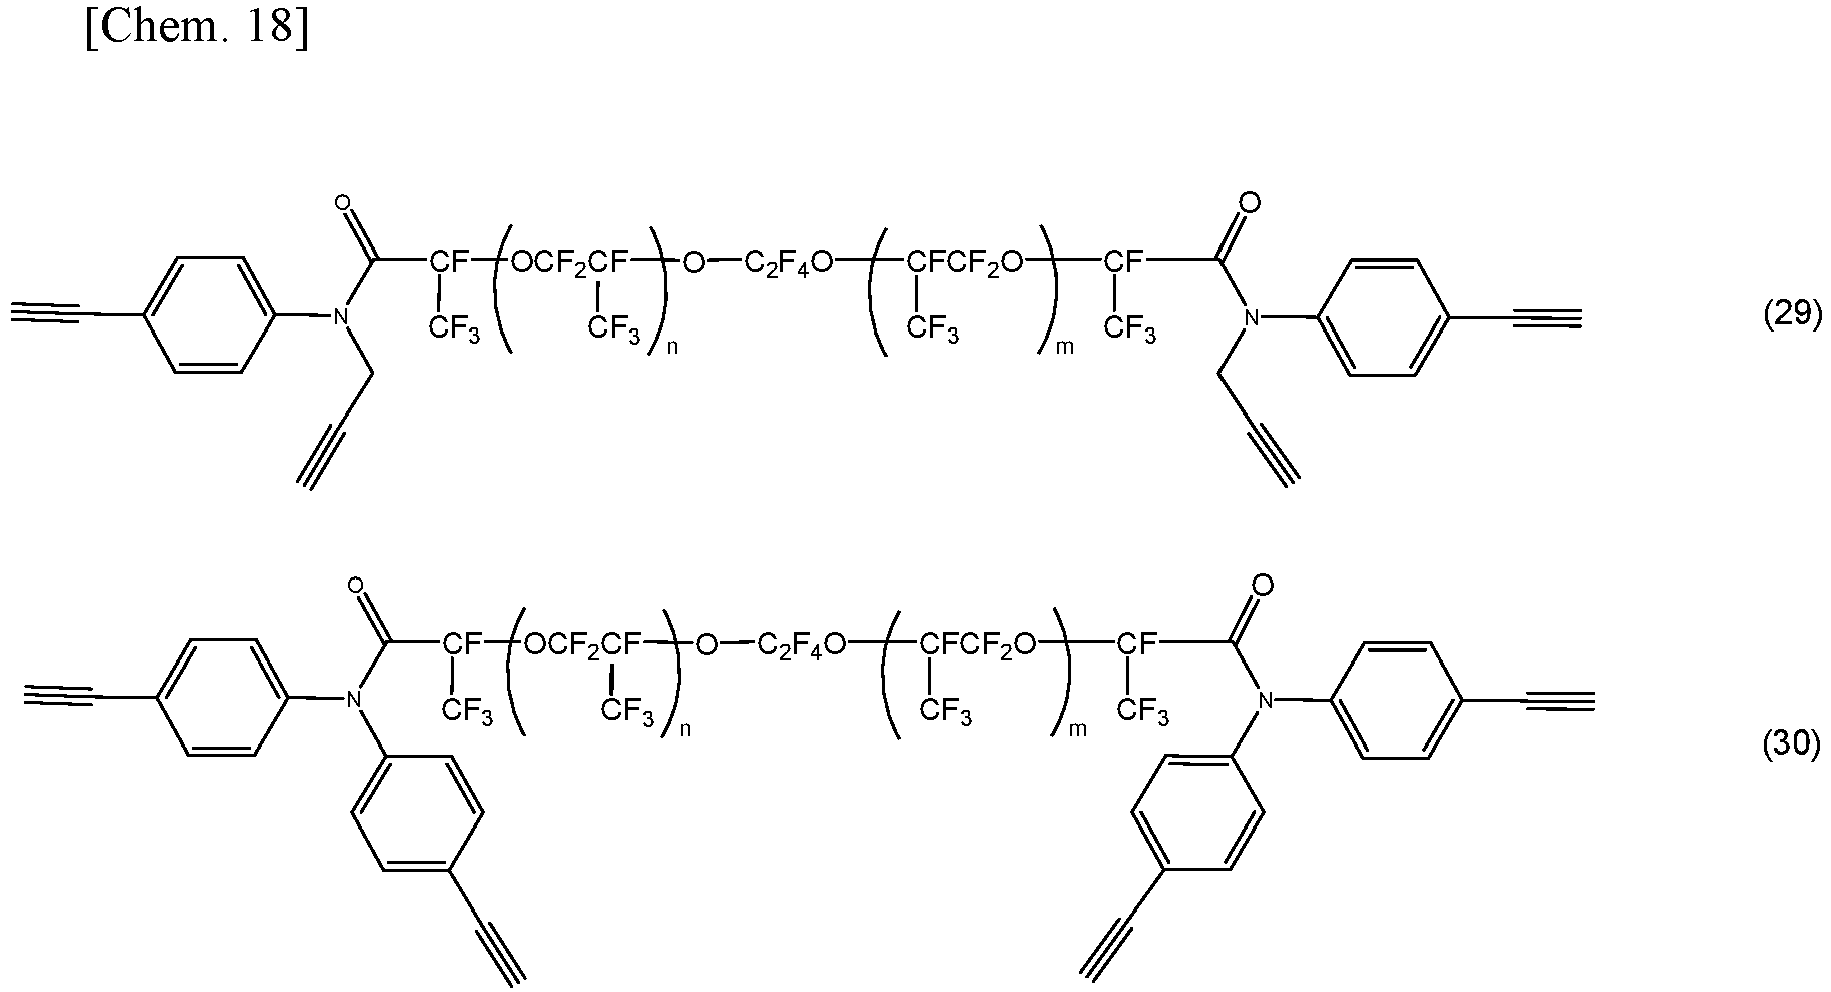 [Chem. 18]
O O
CF OCF2CF O C2F4O CFCF2O CF
N CF3 CF3 n CF3 m CF3 N (29)
O O
CF OCF2CF O C2F4O CFCF2O CF
N CF3 CF3 n CF3 m CF3 N
(30)